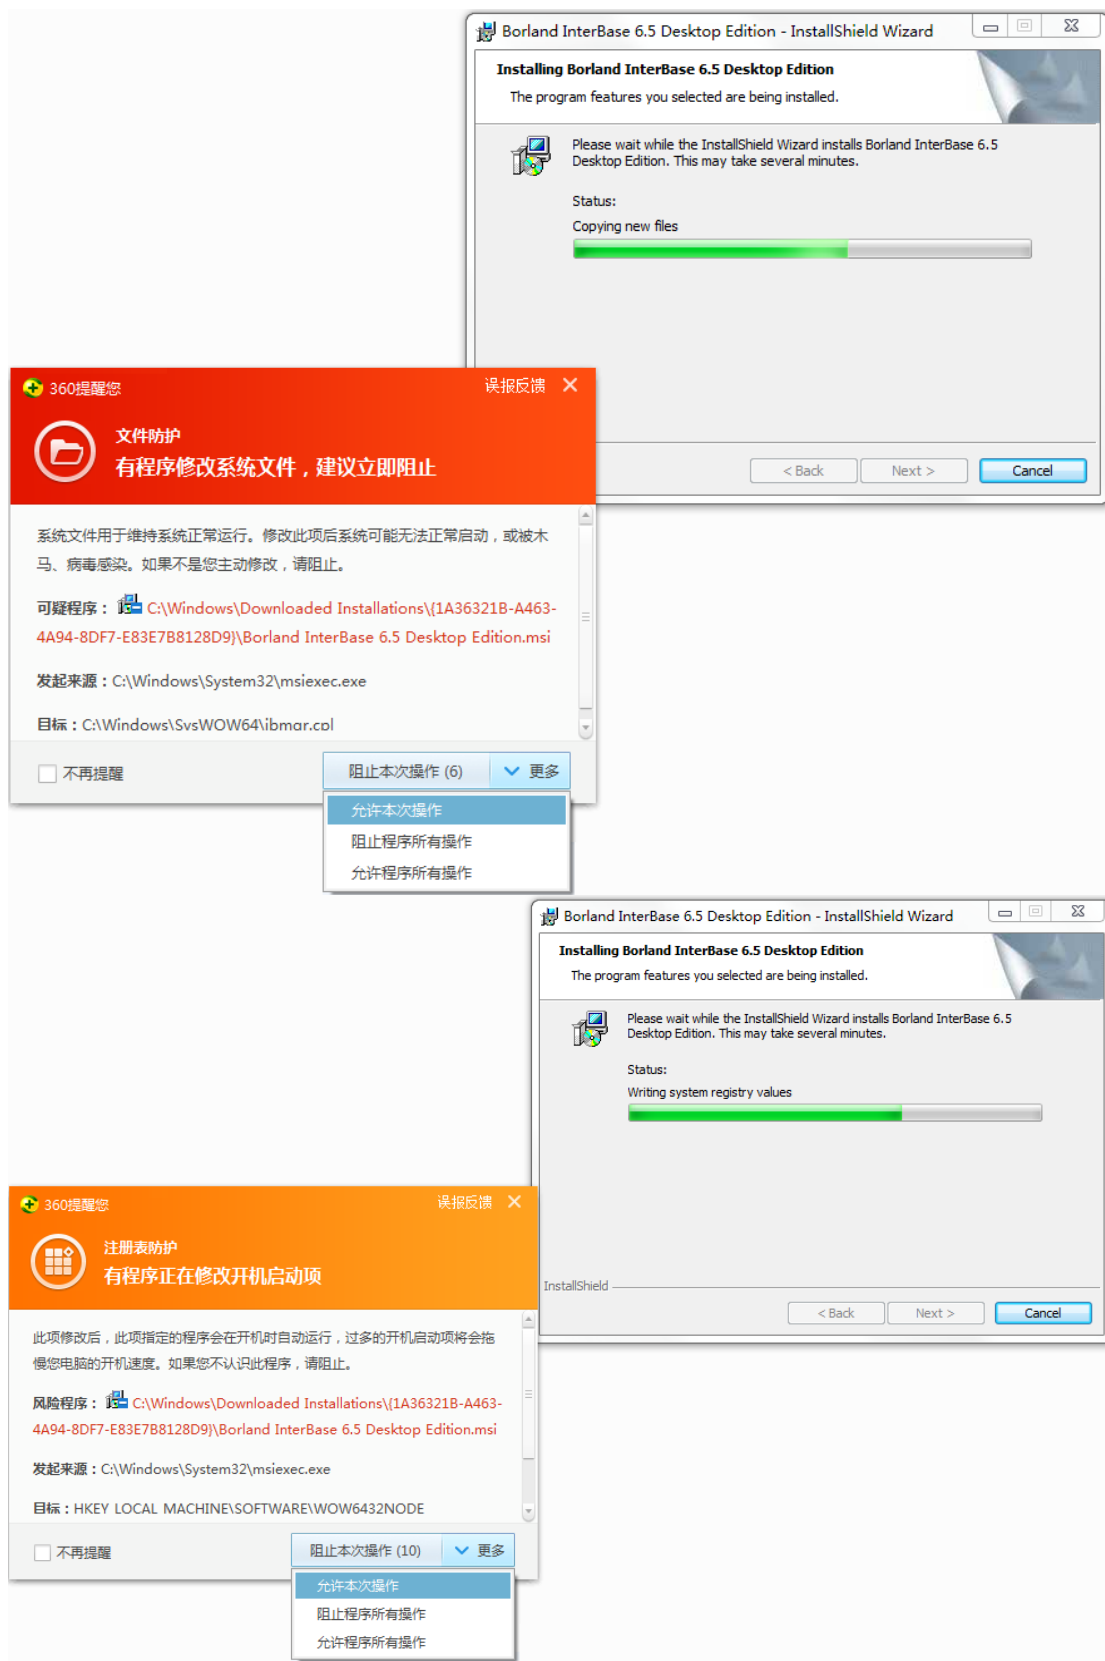 Borland InterBase 6.5 Desktop Edition - InstallShield Wizard
Installing Borland InterBase 6.5 Desktop Edition
The program features you selected are being installed.
Please wait while the InstallShield Wizard installs Borland InterBase 6.5
Desktop Edition. This may take several minutes.
Status:
Copying new files
< Back
Next >
Cancel
360提醒您
误报反馈
文件防护
有程序修改系统文件，建议立即阻止
系统文件用于维持系统正常运行。修改此项后系统可能无法正常启动，或被木
马、病毒感染。如果不是您主动修改，请阻止。
可疑程序： C:\Windows\Downloaded Installations\{1A36321B-A463-
4A94-8DF7-E83E7B8128D9}\Borland InterBase 6.5 Desktop Edition.msi
发起来源：C:\Windows\System32\msiexec.exe
目标：C:\Windows\SysWOW64\ibmgr.cpl
不再提醒
阻止本次操作 (6)
更多
允许本次操作
阻止程序所有操作
允许程序所有操作
Borland InterBase 6.5 Desktop Edition - InstallShield Wizard
Installing Borland InterBase 6.5 Desktop Edition
The program features you selected are being installed.
Please wait while the InstallShield Wizard installs Borland InterBase 6.5
Desktop Edition. This may take several minutes.
Status:
Writing system registry values
InstallShield
< Back
Next >
Cancel
360提醒您
误报反馈
注册表防护
有程序正在修改开机启动项
此项修改后，此项指定的程序会在开机时自动运行，过多的开机启动项将会拖
慢您电脑的开机速度。如果您不认识此程序，请阻止。
风险程序： C:\Windows\Downloaded Installations\{1A36321B-A463-
4A94-8DF7-E83E7B8128D9}\Borland InterBase 6.5 Desktop Edition.msi
发起来源：C:\Windows\System32\msiexec.exe
目标：HKEY_LOCAL_MACHINE\SOFTWARE\WOW6432NODE
不再提醒
阻止本次操作 (10)
更多
允许本次操作
阻止程序所有操作
允许程序所有操作